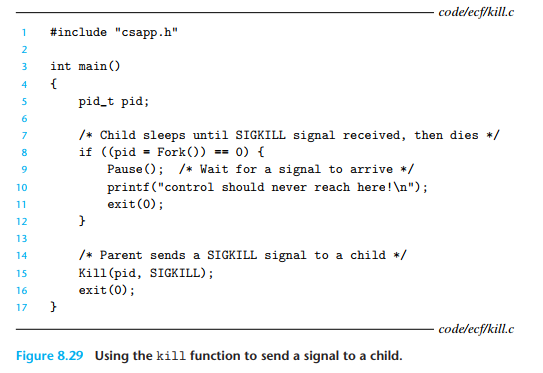 code/ecf/kill.c
1 #include "csapp.h"
2
3 int main()
4 {
5     pid_t pid;
6
7     /* Child sleeps until SIGKILL signal received, then dies */
8     if ((pid = Fork()) == 0) {
9         Pause();  /* Wait for a signal to arrive */
10         printf("control should never reach here!\n");
11         exit(0);
12     }
13
14     /* Parent sends a SIGKILL signal to a child */
15     Kill(pid, SIGKILL);
16     exit(0);
17 }
code/ecf/kill.c
Figure 8.29 Using the kill function to send a signal to a child.